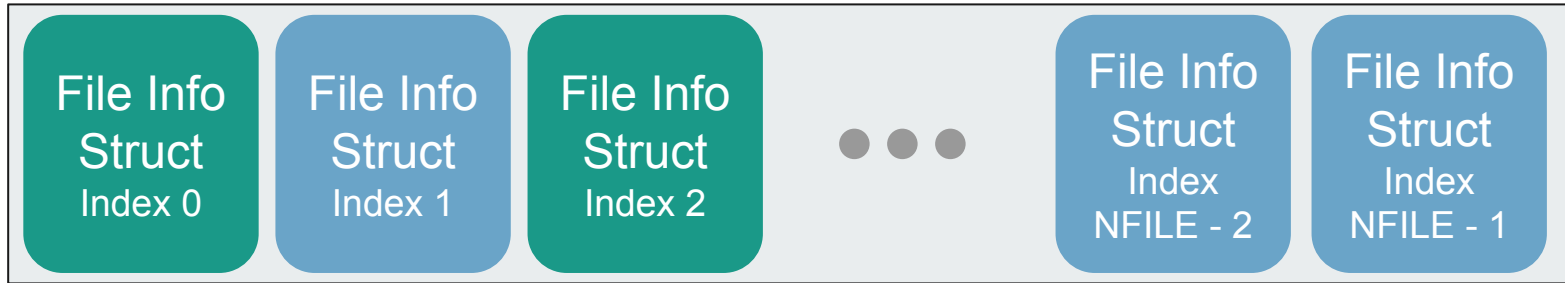 File Info
Struct
Index 0
File Info
Struct
Index 1
File Info
Struct
Index 2
File Info
Struct
Index
NFILE - 2
File Info
Struct
Index
NFILE - 1